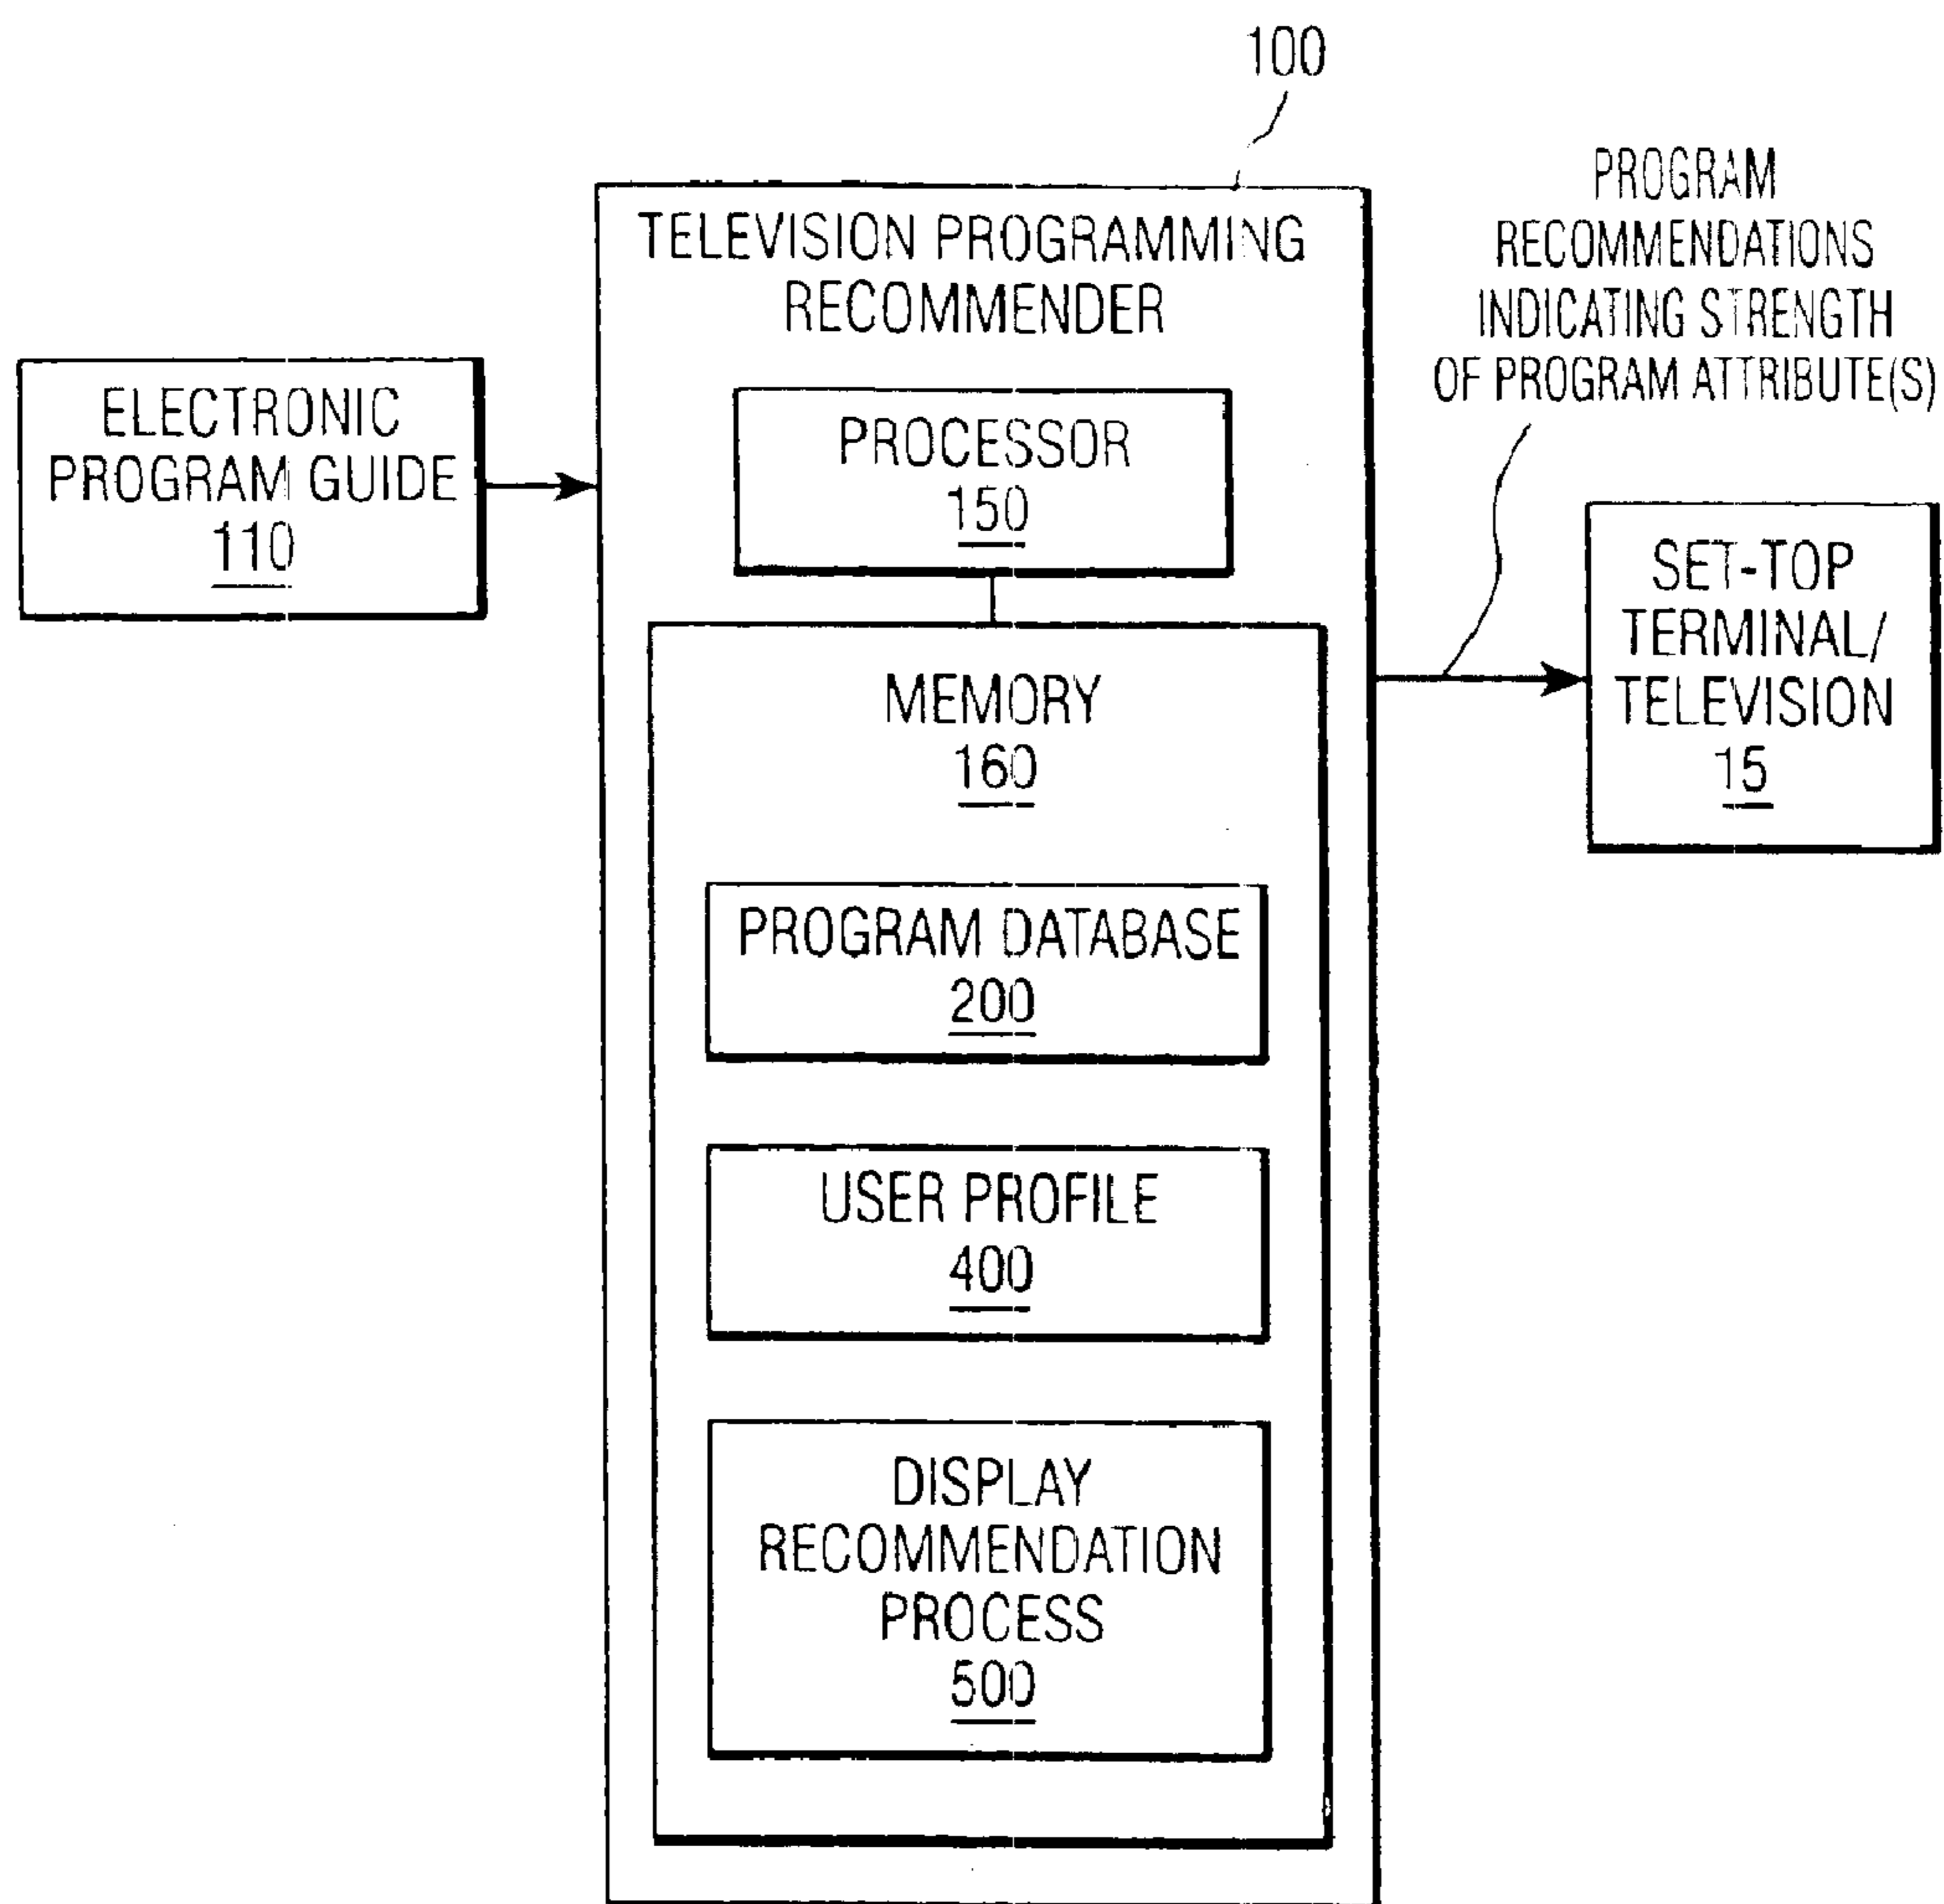 100
TELEVISION PROGRAMMING
RECOMMENDER
ELECTRONIC
PROGRAM GUIDE
110
PROCESSOR
150
MEMORY
160
PROGRAM DATABASE
200
USER PROFILE
400
DISPLAY
RECOMMENDATION
PROCESS
500
PROGRAM
RECOMMENDATIONS
INDICATING STRENGTH
OF PROGRAM ATTRIBUTE(S)
SET-TOP
TERMINAL/
TELEVISION
15